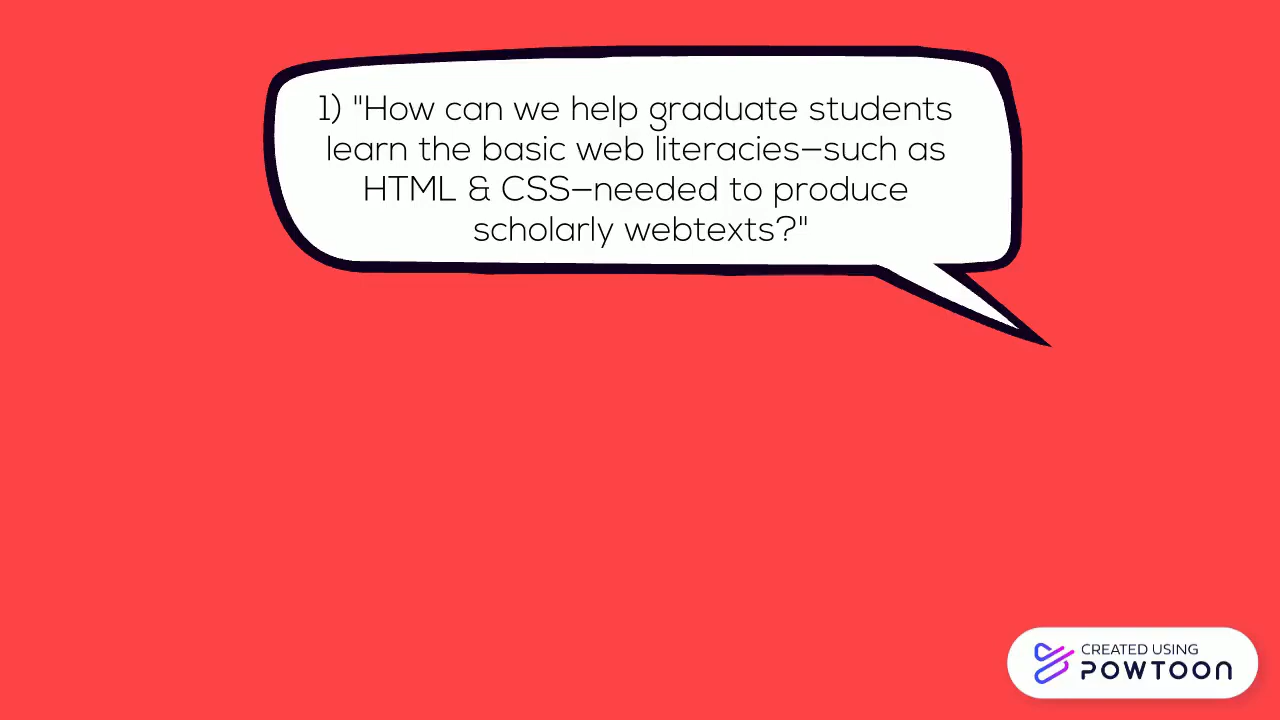 1) "How can we help graduate students
learn the basic web literacies—such as
HTML & CSS—needed to produce
scholarly webtexts?"
CREATED USING
POWTOON